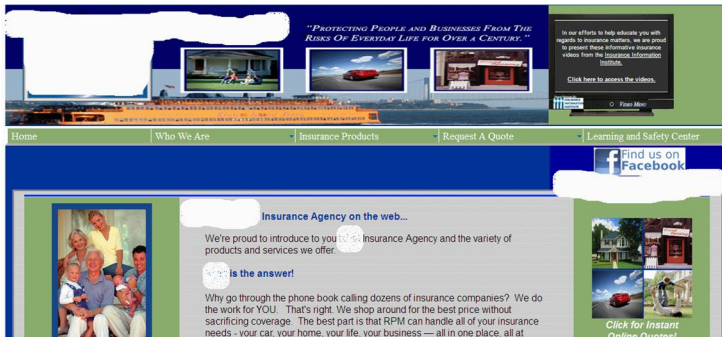 "Protecting People and Businesses From The
Risks Of Everyday Life for Over a Century."
In our efforts to help educate you with
regards to insurance matters, we are proud
to present these informative insurance
videos from the Insurance Information
Institute.
Click here to access the videos.
Video Menu
Home
Who We Are
Insurance Products
Request A Quote
Learning and Safety Center
Find us on
Facebook
Insurance Agency on the web...
We're proud to introduce to you
Insurance Agency and the variety of
products and services we offer.
is the answer!
Why go through the phone book calling dozens of insurance companies? We do
the work for YOU. That's right. We shop around for the best price without
sacrificing coverage. The best part is that RPM can handle all of your insurance
needs - your car, your home, your life, your business — all in one place, all at
Click for Instant
Online Quotes!